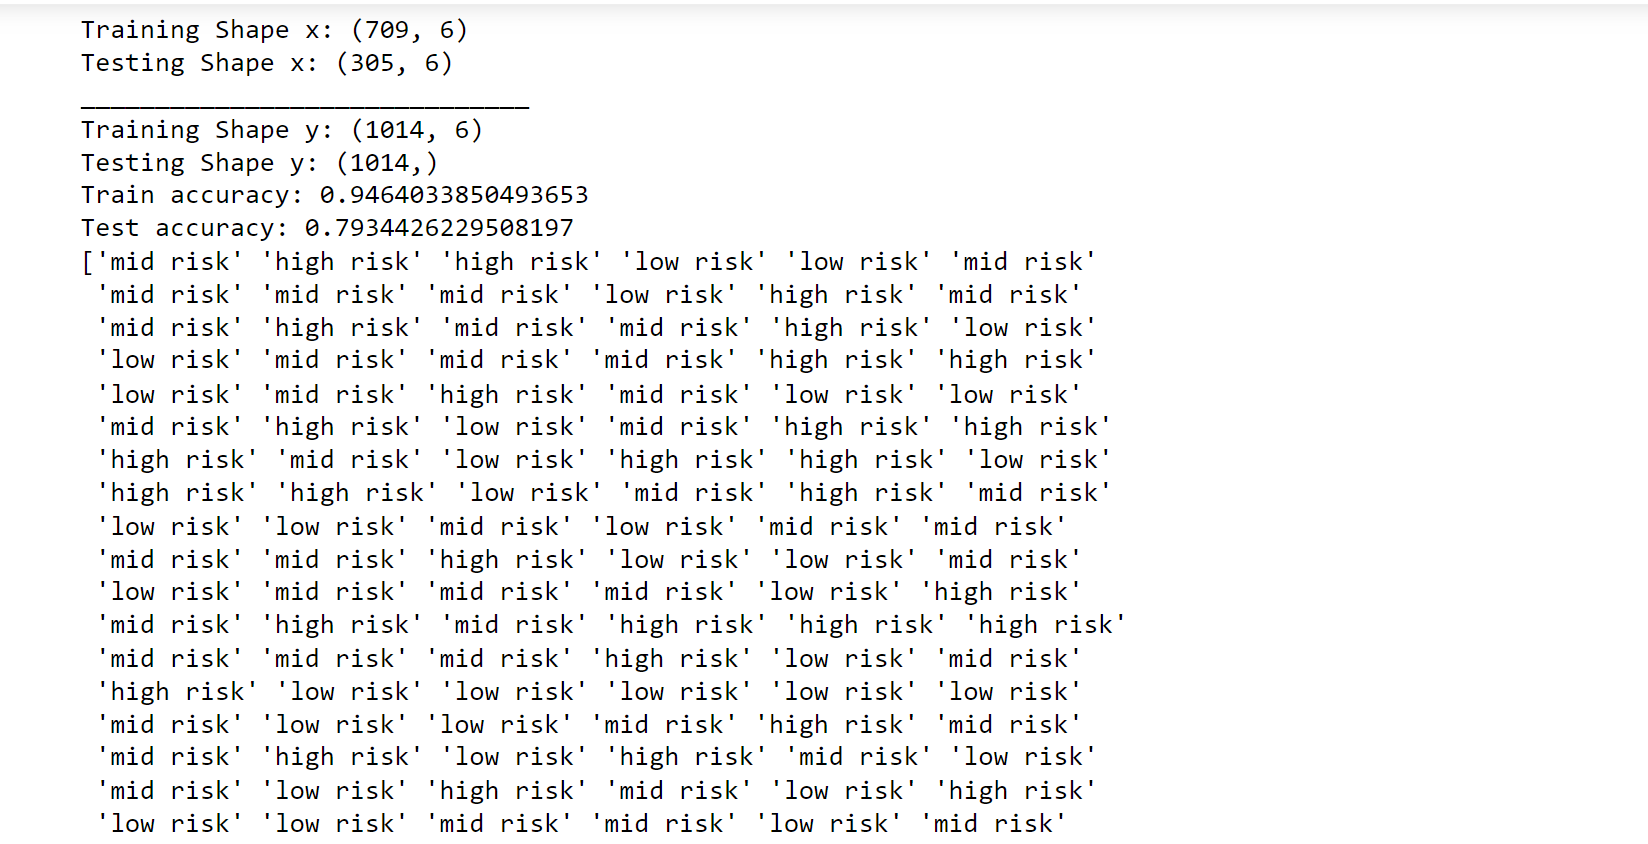 Training Shape x: (709, 6)
Testing Shape x: (305, 6)
______________________________
Training Shape y: (1014, 6)
Testing Shape y: (1014,)
Train accuracy: 0.9464033850493653
Test accuracy: 0.7934426229508197
['mid risk' 'high risk' 'high risk' 'low risk' 'low risk' 'mid risk'
'mid risk' 'mid risk' 'mid risk' 'low risk' 'high risk' 'mid risk'
'mid risk' 'high risk' 'mid risk' 'mid risk' 'high risk' 'low risk'
'low risk' 'mid risk' 'mid risk' 'mid risk' 'high risk' 'high risk'
'low risk' 'mid risk' 'high risk' 'mid risk' 'low risk' 'low risk'
'mid risk' 'high risk' 'low risk' 'mid risk' 'high risk' 'high risk'
'high risk' 'mid risk' 'low risk' 'high risk' 'high risk' 'low risk'
'high risk' 'high risk' 'low risk' 'mid risk' 'high risk' 'mid risk'
'low risk' 'low risk' 'mid risk' 'low risk' 'mid risk' 'mid risk'
'mid risk' 'mid risk' 'high risk' 'low risk' 'low risk' 'mid risk'
'low risk' 'mid risk' 'mid risk' 'mid risk' 'low risk' 'high risk'
'mid risk' 'high risk' 'mid risk' 'high risk' 'high risk' 'high risk'
'mid risk' 'mid risk' 'mid risk' 'high risk' 'low risk' 'mid risk'
'high risk' 'low risk' 'low risk' 'low risk' 'low risk' 'low risk'
'mid risk' 'low risk' 'low risk' 'mid risk' 'high risk' 'mid risk'
'mid risk' 'high risk' 'low risk' 'high risk' 'mid risk' 'low risk'
'mid risk' 'low risk' 'high risk' 'mid risk' 'low risk' 'high risk'
'low risk' 'low risk' 'mid risk' 'mid risk' 'low risk' 'mid risk'